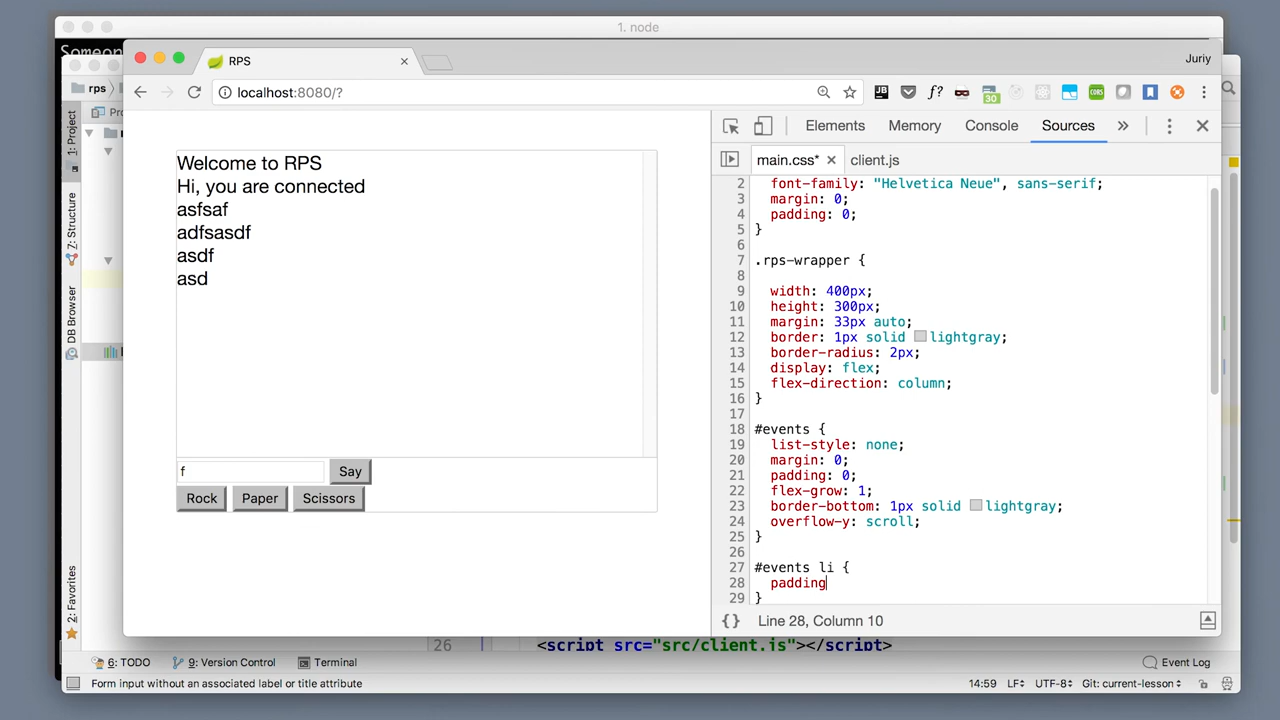 1. node
Someon
RPS
Juriy
rps
localhost:8080/?
30
Elements
Memory
Console
Sources
1: Project
7: Structure
DB Browser
2: Favorites
main.css*
client.js
Welcome to RPS
Hi, you are connected
asfsaf
adfsasdf
asdf
asd
f
Say
Rock
Paper
Scissors
2 font-family: "Helvetica Neue", sans-serif;
3 margin: 0;
4 padding: 0;
5 }
6
7 .rps-wrapper {
8
9 width: 400px;
10 height: 300px;
11 margin: 33px auto;
12 border: 1px solid lightgray;
13 border-radius: 2px;
14 display: flex;
15 flex-direction: column;
16 }
17
18 #events {
19 list-style: none;
20 margin: 0;
21 padding: 0;
22 flex-grow: 1;
23 border-bottom: 1px solid lightgray;
24 overflow-y: scroll;
25 }
26
27 #events li {
28 padding
29 }
{} Line 28, Column 10
26 <script src="src/client.js"></script>
6: TODO
9: Version Control
Terminal
Event Log
Form input without an associated label or title attribute
14:59
LF
UTF-8
Git: current-lesson